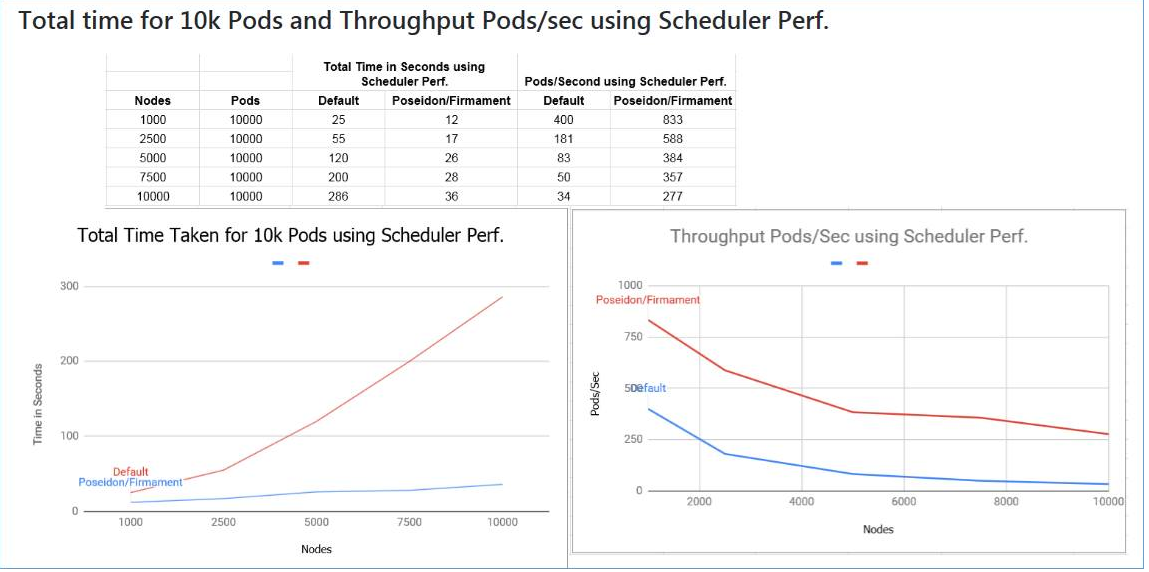 Total time for 10k Pods and Throughput Pods/sec using Scheduler Perf.
Total Time in Seconds using
Scheduler Perf. Pods/Second using Scheduler Perf.
Nodes Pods Default Poseidon/Firmament Default Poseidon/Firmament
1000 10000 25 12 400 833
2500 10000 55 17 181 588
5000 10000 120 26 83 384
7500 10000 200 28 50 357
10000 10000 286 36 34 277
Total Time Taken for 10k Pods using Scheduler Perf.
300
200
100
0
Time in Seconds
Default
Poseidon/Firmament
1000 2500 5000 7500 10000
Nodes
Throughput Pods/Sec using Scheduler Perf.
1000
Poseidon/Firmament
750
500
Default
250
0
Pods/Sec
2000 4000 6000 8000 10000
Nodes